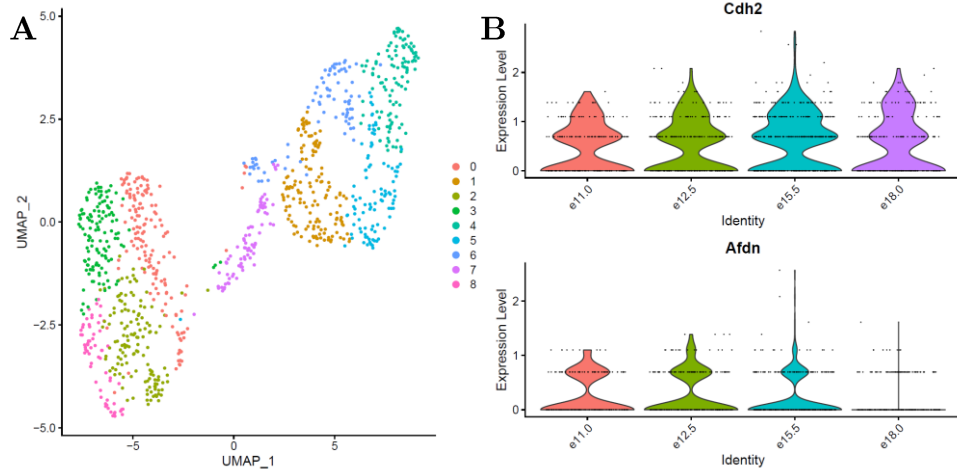 A
5.0
2.5
0.0
−2.5
−5.0
UMAP_2
−5
0
5
UMAP_1
0
1
2
3
4
5
6
7
8
B
Cdh2
Expression Level
2
1
0
e11.0
e12.5
e15.5
e18.0
Identity
Afdn
Expression Level
2
1
0
e11.0
e12.5
e15.5
e18.0
Identity